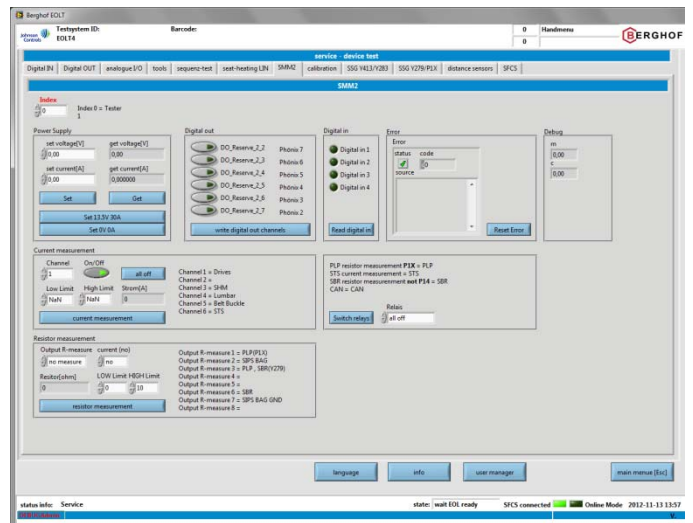 Berghof EOLT
Johnson Controls
Testsystem ID:
EOLT4
Barcode:
0
0
Handmenu
BERGHOF
service - device test
Digital IN Digital OUT analogue I/O tools sequenz-test seat-heating LIN SMM2 calibration SSG Y413/Y283 SSG Y279/P1X distance sensors SFCS
SMM2
Index
0
Index 0 = Tester
1
Power Supply
set voltage[V] get voltage[V]
0,00 0,00
set current[A] get current[A]
0,00 0,000000
Set Get
Set 13.5V 30A
Set 0V 0A
Digital out
DO_Reserve_2_2 Phönix 7
DO_Reserve_2_3 Phönix 6
DO_Reserve_2_4 Phönix 5
DO_Reserve_2_5 Phönix 4
DO_Reserve_2_6 Phönix 3
DO_Reserve_2_7 Phönix 2
write digital out channels
Digital in
Digital in 1
Digital in 2
Digital in 3
Digital in 4
Read digital in
Error
Error
status code
0
source
Reset Error
Debug
m
0,00
c
0,00
Current measurement
Channel On/Off
1 all off
Low Limit High Limit Strom[A]
NaN NaN 0
current measurement
Channel 1 = Drives
Channel 2 =
Channel 3 = SHM
Channel 4 = Lumbar
Channel 5 = Belt Buckle
Channel 6 = STS
PLP resistor measurement P1X = PLP
STS current measurement = STS
SBR resistor measurenment not P14 = SBR
CAN = CAN
Relais
Switch relays all off
Resistor measurement
Output R-measure current (no)
no measure no
Resitor[ohm] LOW Limit HIGH Limit
0 0 10
resistor measurement
Output R-measure 1 = PLP(P1X)
Output R-measure 2 = SIPS BAG
Output R-measure 3 = PLP , SBR(Y279)
Output R-measure 4 =
Output R-measure 5 =
Output R-measure 6 = SBR
Output R-measure 7 = SIPS BAG GND
Output R-measure 8 =
language info user manager main menue [Esc]
status info: Service
state: wait EOL ready
SFCS connected
Online Mode 2012-11-13 13:57
V.